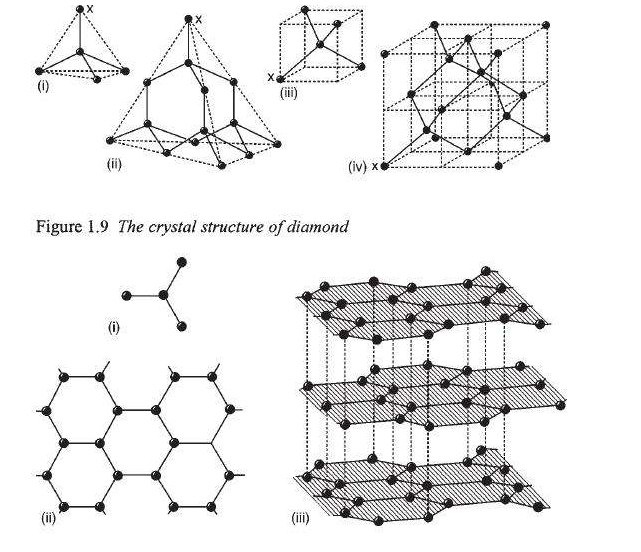 x
x
x
(i)
(iii)
(ii)
(iv) x
Figure 1.9 The crystal structure of diamond
(i)
(ii)
(iii)